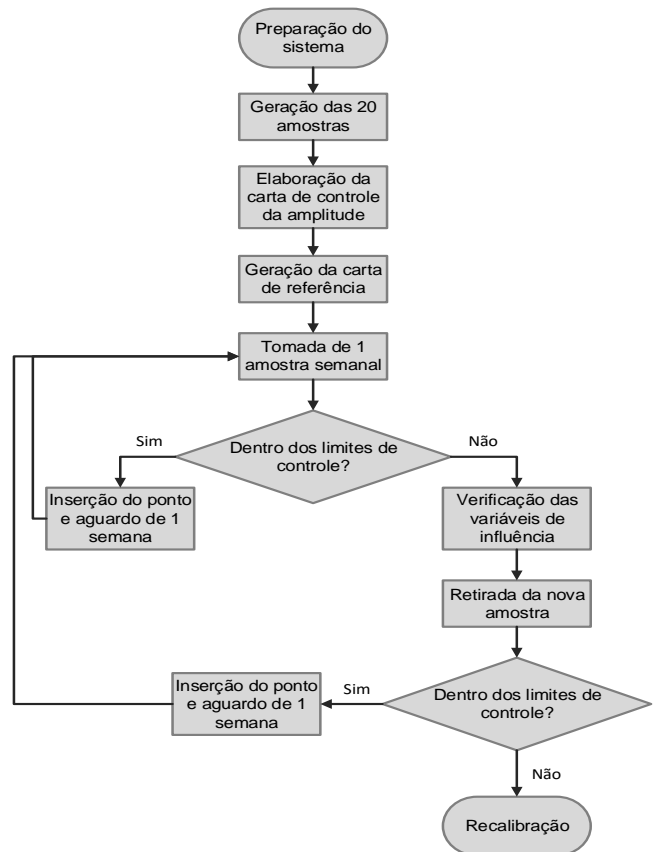 Preparação do
sistema
Geração das 20
amostras
Elaboração da
carta de controle
da amplitude
Geração da carta
de referência
Tomada de 1
amostra semanal
Dentro dos limites de
controle?
Sim
Não
Inserção do ponto
e aguardo de 1
semana
Verificação das
variáveis de
influência
Retirada da nova
amostra
Dentro dos limites de
controle?
Sim
Inserção do ponto
e aguardo de 1
semana
Não
Recalibração